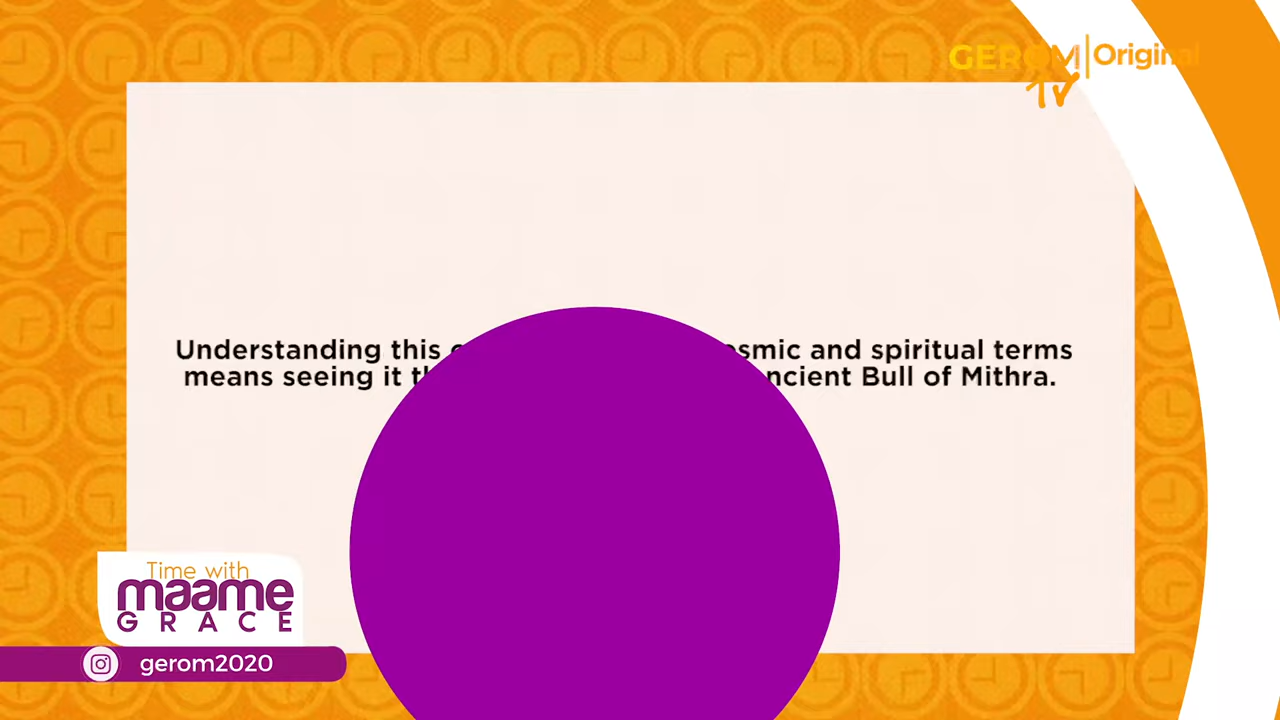 GEROM
TV
Original
Understanding this osmic and spiritual terms
means seeing it ncient Bull of Mithra.
Time with
maame
GRACE
gerom2020